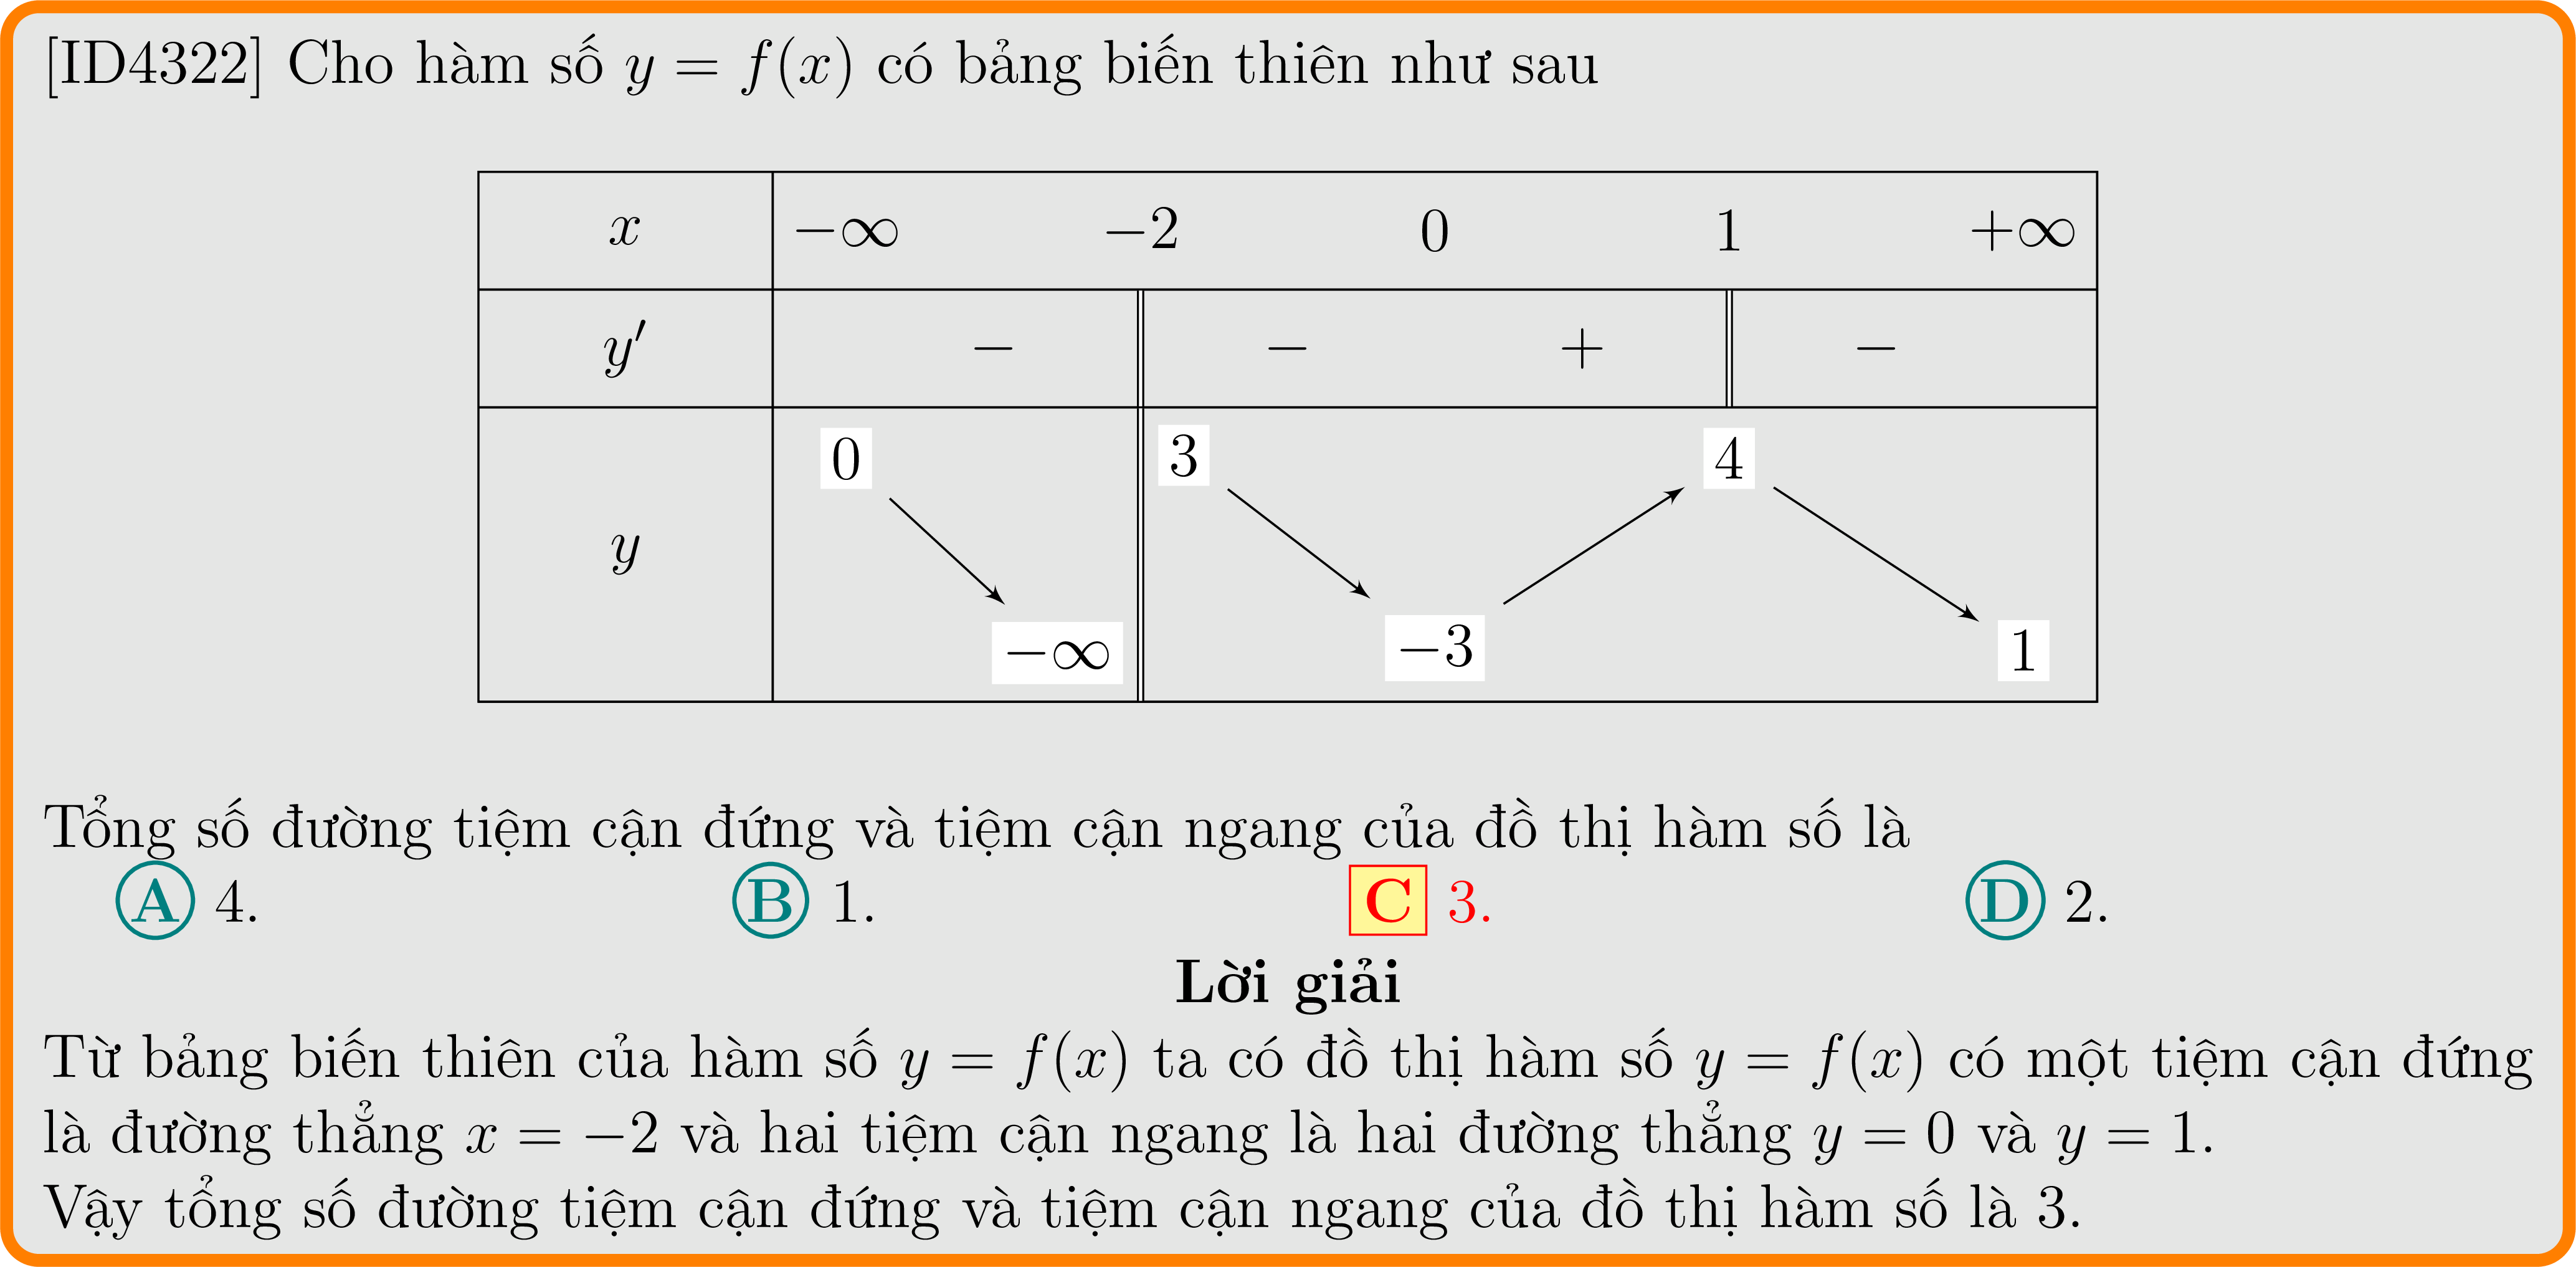 [ID4322] Cho hàm số y = f(x) có bảng biến thiên như sau
x −∞ −2 0 1 +∞
y′ − − + −
y 0 −∞ 3 −3 4 1
Tổng số đường tiệm cận đứng và tiệm cận ngang của đồ thị hàm số là
A 4. B 1. C 3. D 2.
Lời giải
Từ bảng biến thiên của hàm số y = f(x) ta có đồ thị hàm số y = f(x) có một tiệm cận đứng
là đường thẳng x = −2 và hai tiệm cận ngang là hai đường thẳng y = 0 và y = 1.
Vậy tổng số đường tiệm cận đứng và tiệm cận ngang của đồ thị hàm số là 3.